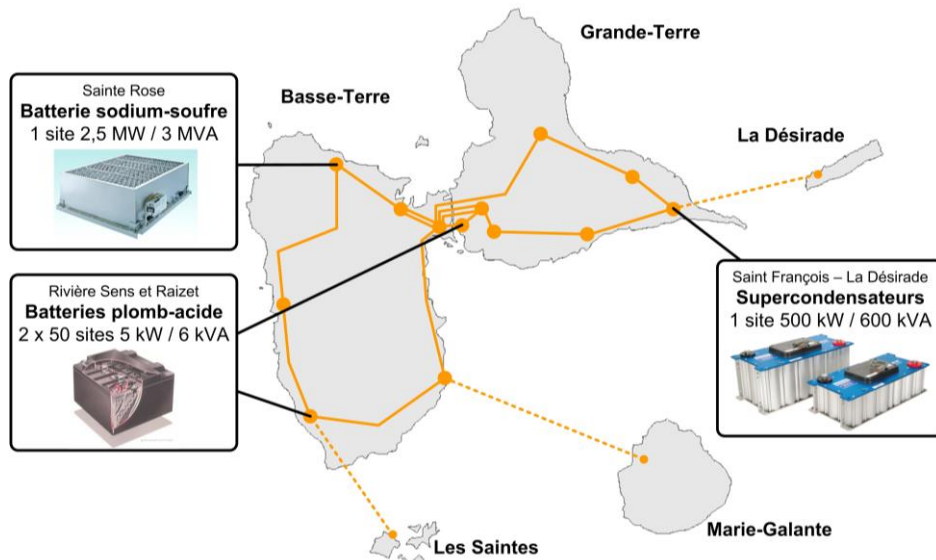 Grande-Terre
Basse-Terre
La Désirade
Sainte Rose
Batterie sodium-soufre
1 site 2,5 MW / 3 MVA
Rivière Sens et Raizet
Batteries plomb-acide
2 x 50 sites 5 kW / 6 kVA
Saint François – La Désirade
Supercondensateurs
1 site 500 kW / 600 kVA
Marie-Galante
Les Saintes